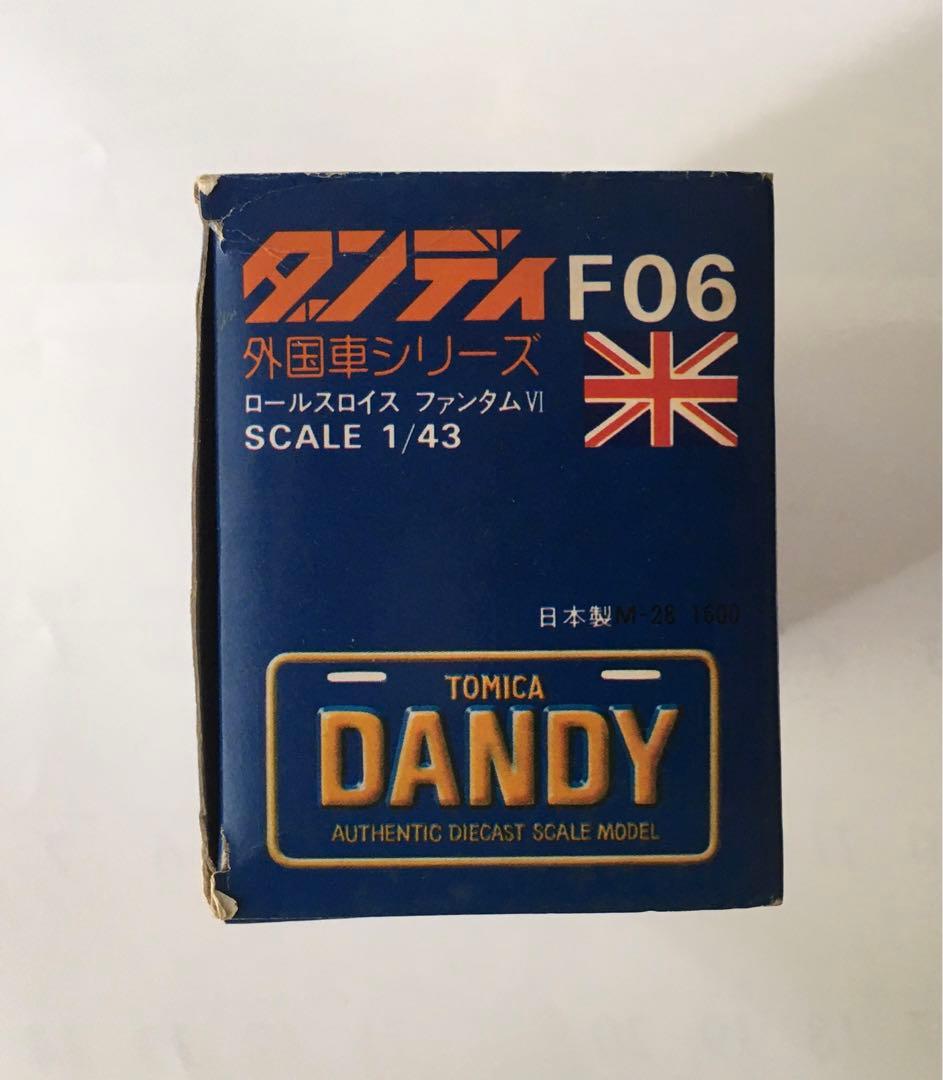 ダンディ F06
外国車シリーズ
ロールスロイス ファンタムⅥ
SCALE 1/43
日本製 M-28 1600
TOMICA
DANDY
AUTHENTIC DIECAST SCALE MODEL